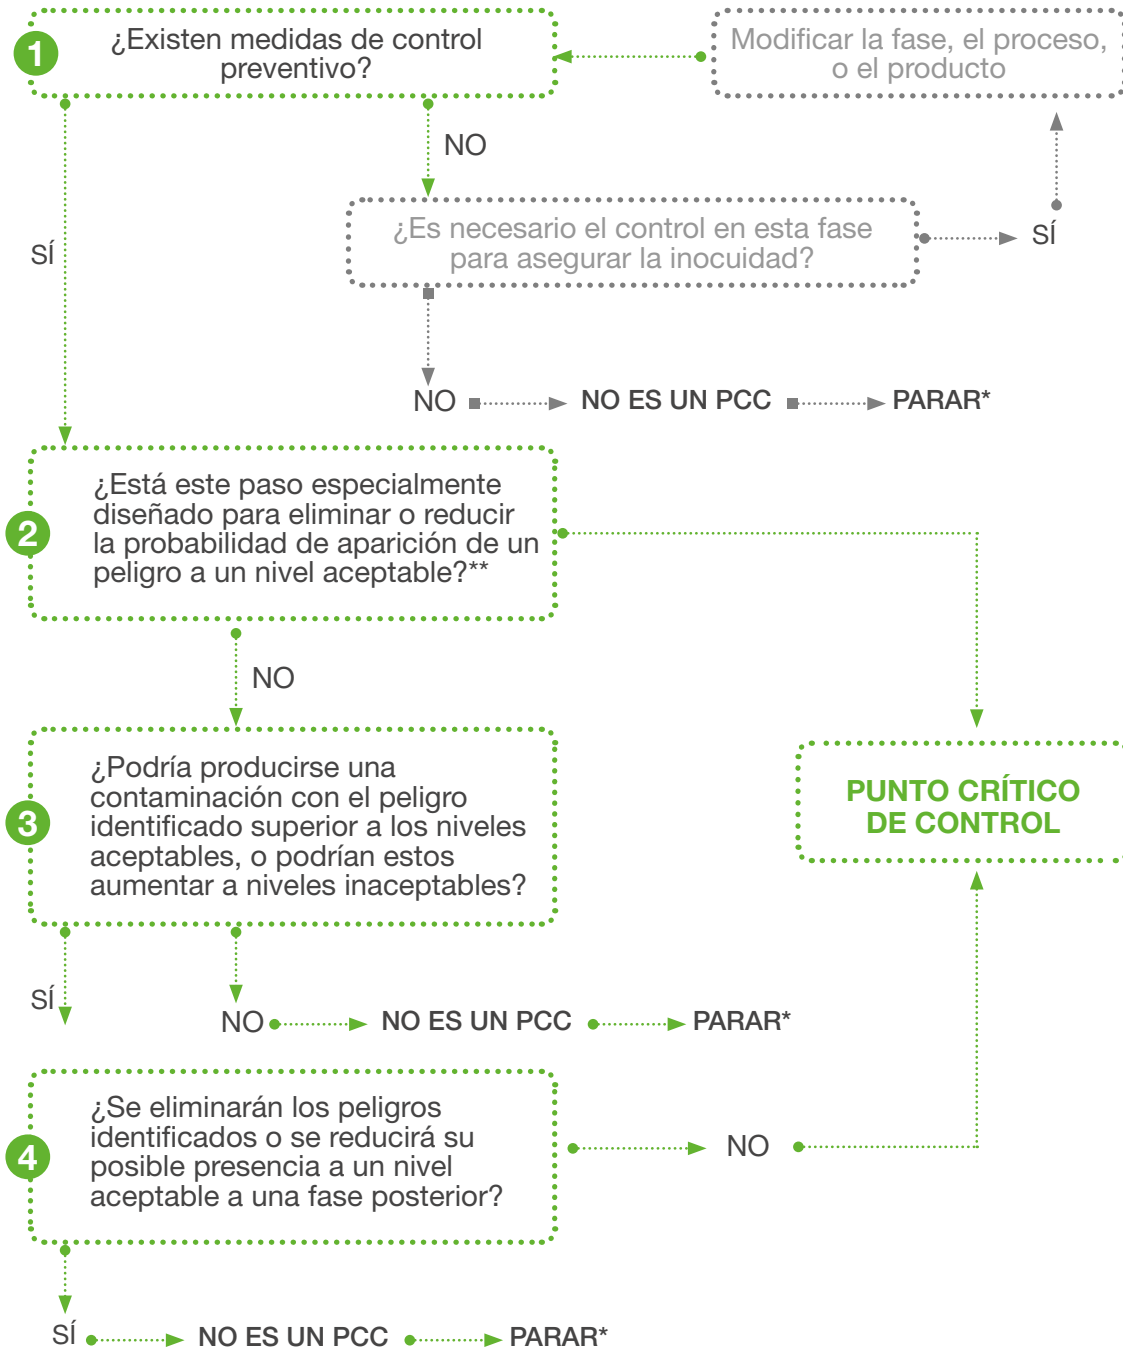 1
¿Existen medidas de control
preventivo?
Modificar la fase, el proceso,
o el producto
NO
SÍ
¿Es necesario el control en esta fase
para asegurar la inocuidad?
SÍ
NO
NO ES UN PCC
PARAR*
2
¿Está este paso especialmente
diseñado para eliminar o reducir
la probabilidad de aparición de un
peligro a un nivel aceptable?**
NO
3
¿Podría producirse una
contaminación con el peligro
identificado superior a los niveles
aceptables, o podrían estos
aumentar a niveles inaceptables?
PUNTO CRÍTICO
DE CONTROL
SÍ
NO
NO ES UN PCC
PARAR*
4
¿Se eliminarán los peligros
identificados o se reducirá su
posible presencia a un nivel
aceptable a una fase posterior?
NO
SÍ
NO ES UN PCC
PARAR*